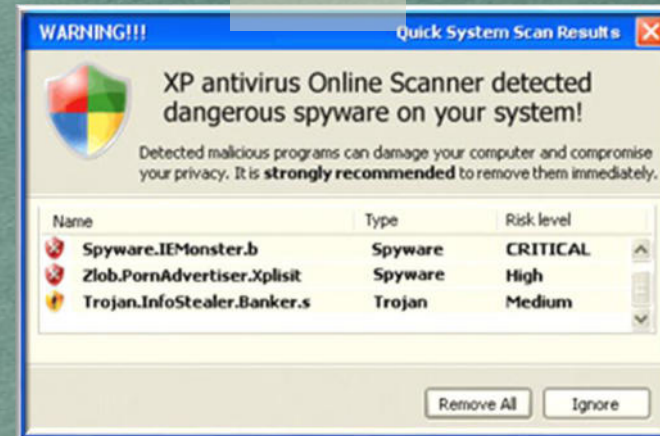 WARNING!!! Quick System Scan Results
XP antivirus Online Scanner detected
dangerous spyware on your system!
Detected malicious programs can damage your computer and compromise
your privacy. It is strongly recommended to remove them immediately.
Name Type Risk level
Spyware.IEMonster.b Spyware CRITICAL
Zlob.PornAdvertiser.Xplisit Spyware High
Trojan.InfoStealer.Banker.s Trojan Medium
Remove All Ignore